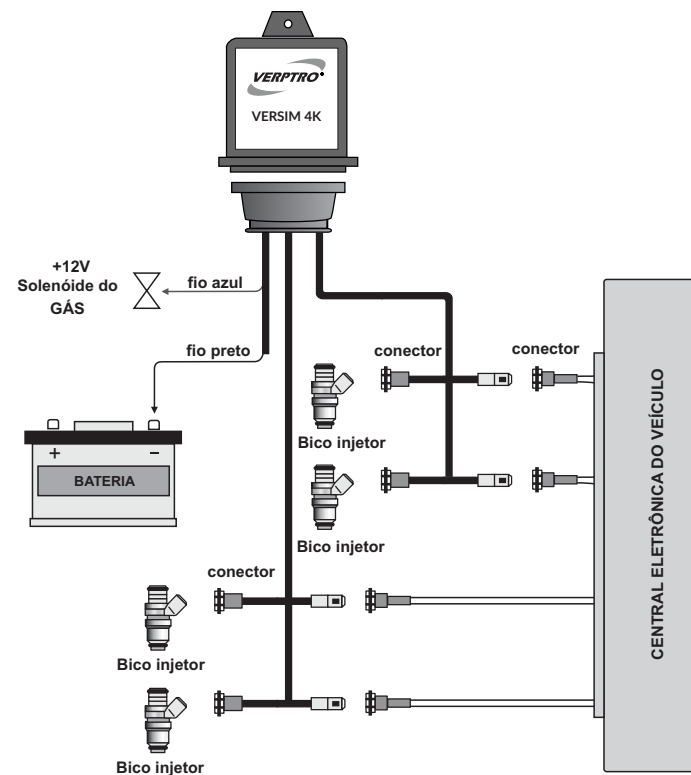 VERPTRO
VERSIM 4K
+12V
Solenóide do
GÁS
fio azul
fio preto
+ −
BATERIA
conector
conector
Bico injetor
Bico injetor
conector
Bico injetor
Bico injetor
CENTRAL ELETRÔNICA DO VEÍCULO